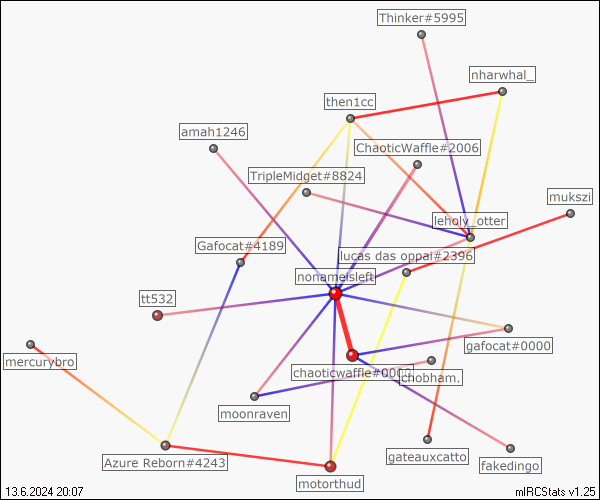 Thinker#5995
nharwhal_
then1cc
amah1246
ChaoticWaffle#2006
TripleMidget#8824
mukszi
leholy_otter
Gafocat#4189
lucas das oppai#2396
nonameisleft
tt532
gafocat#0000
mercurybro
chaoticwaffle#0000
chobham.
moonraven
gateauxcatto
Azure Reborn#4243
fakedingo
motorthud
13.6.2024 20:07
mIRCStats v1.25